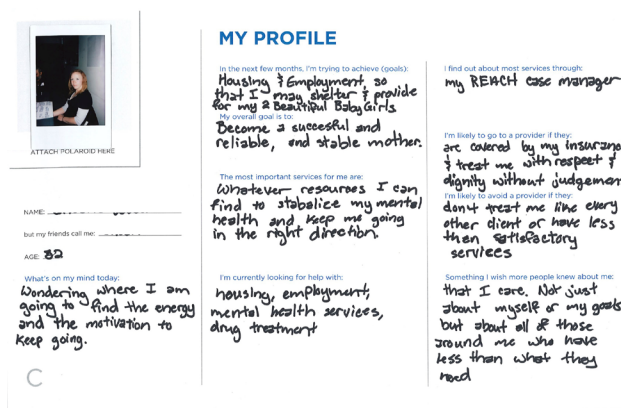 ATTACH POLAROID HERE
NAME:
but my friends call me:
AGE: 32
What's on my mind today:
Wondering where I am
going to find the energy
and the motivation to
keep going.
C
MY PROFILE
In the next few months, I'm trying to achieve (goals):
Housing & Employment, so
that I may shelter & provide
for my 2 Beautiful Baby Girls
My overall goal is to:
Become a succesful and
reliable, and stable mother.
The most important services for me are:
Whatever resources I can
find to stabalize my mental
health and keep me going
in the right direction.
I'm currently looking for help with:
housing, employment,
mental health services,
drug treatment
I find out about most services through:
my REACH case manager
I'm likely to go to a provider if they:
are covered by my insuranc
& treat me with respect &
dignity without judgemen
I'm likely to avoid a provider if they:
don't treat me like every
other client or have less
then satisfactory
services
Something I wish more people knew about me:
that I care. Not just
about myself or my goals
but about all of those
around me who have
less than what they
need